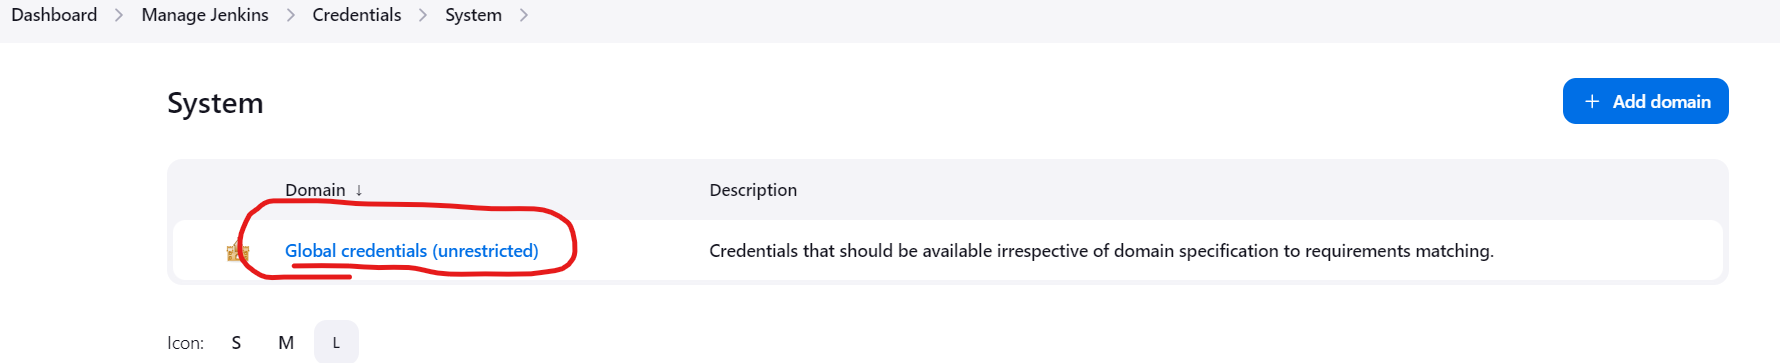 Dashboard > Manage Jenkins > Credentials > System >
System
+ Add domain
Domain ↓ Description
Global credentials (unrestricted) Credentials that should be available irrespective of domain specification to requirements matching.
Icon: S M L